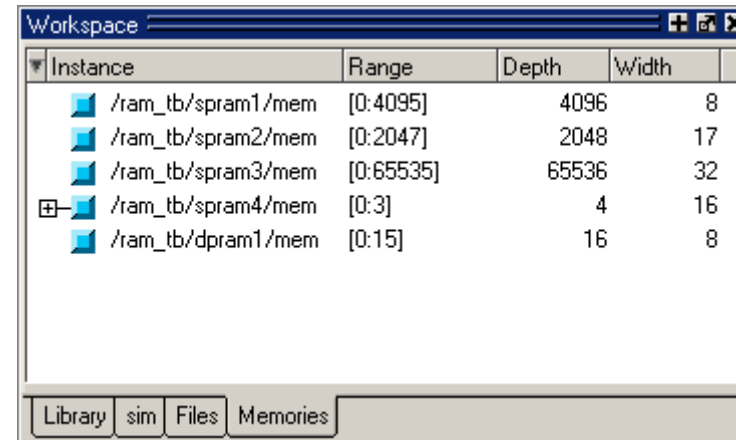 Workspace
Instance Range Depth Width
/ram_tb/spram1/mem [0:4095] 4096 8
/ram_tb/spram2/mem [0:2047] 2048 17
/ram_tb/spram3/mem [0:65535] 65536 32
/ram_tb/spram4/mem [0:3] 4 16
/ram_tb/dpram1/mem [0:15] 16 8
Library sim Files Memories